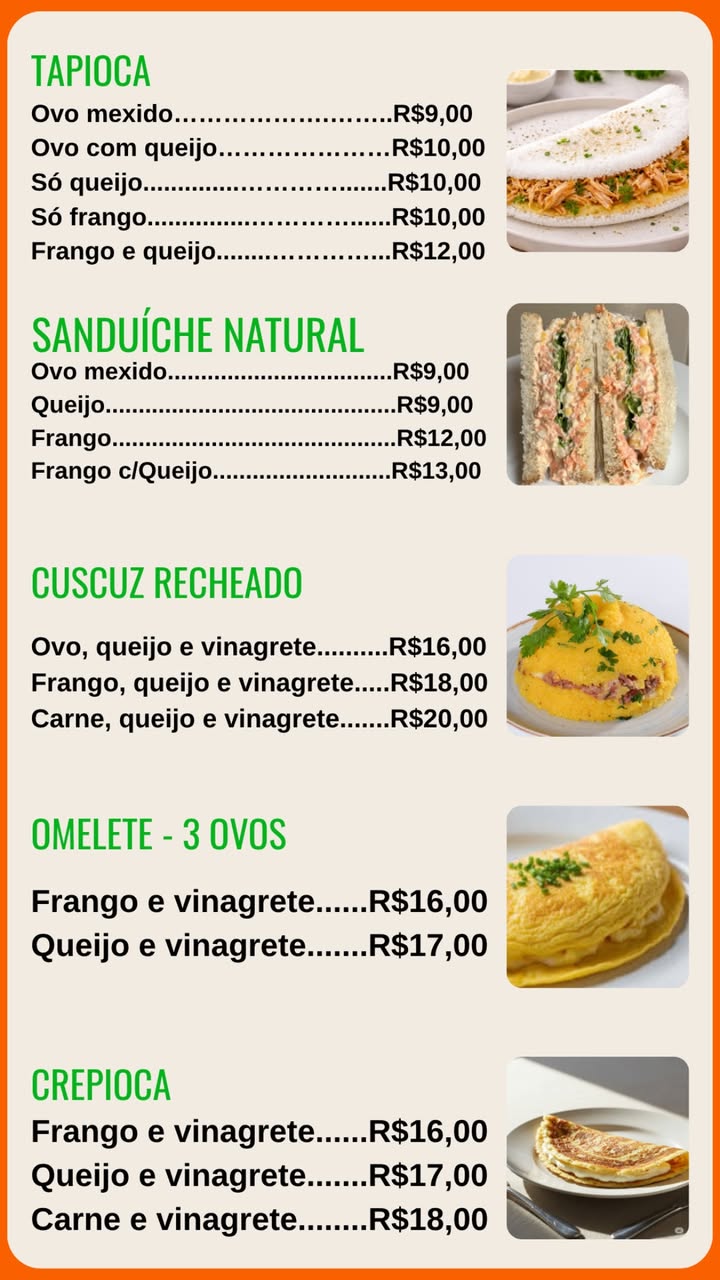 TAPIOCA
Ovo mexido……………….……..R$9,00
Ovo com queijo…………………R$10,00
Só queijo..............………….......R$10,00
Só frango...............…………......R$10,00
Frango e queijo.........…………...R$12,00
SANDUÍCHE NATURAL
Ovo mexido..................................R$9,00
Queijo............................................R$9,00
Frango...........................................R$12,00
Frango c/Queijo...........................R$13,00
CUSCUZ RECHEADO
Ovo, queijo e vinagrete..........R$16,00
Frango, queijo e vinagrete.....R$18,00
Carne, queijo e vinagrete.......R$20,00
OMELETE - 3 OVOS
Frango e vinagrete......R$16,00
Queijo e vinagrete.......R$17,00
CREPIOCA
Frango e vinagrete......R$16,00
Queijo e vinagrete.......R$17,00
Carne e vinagrete........R$18,00